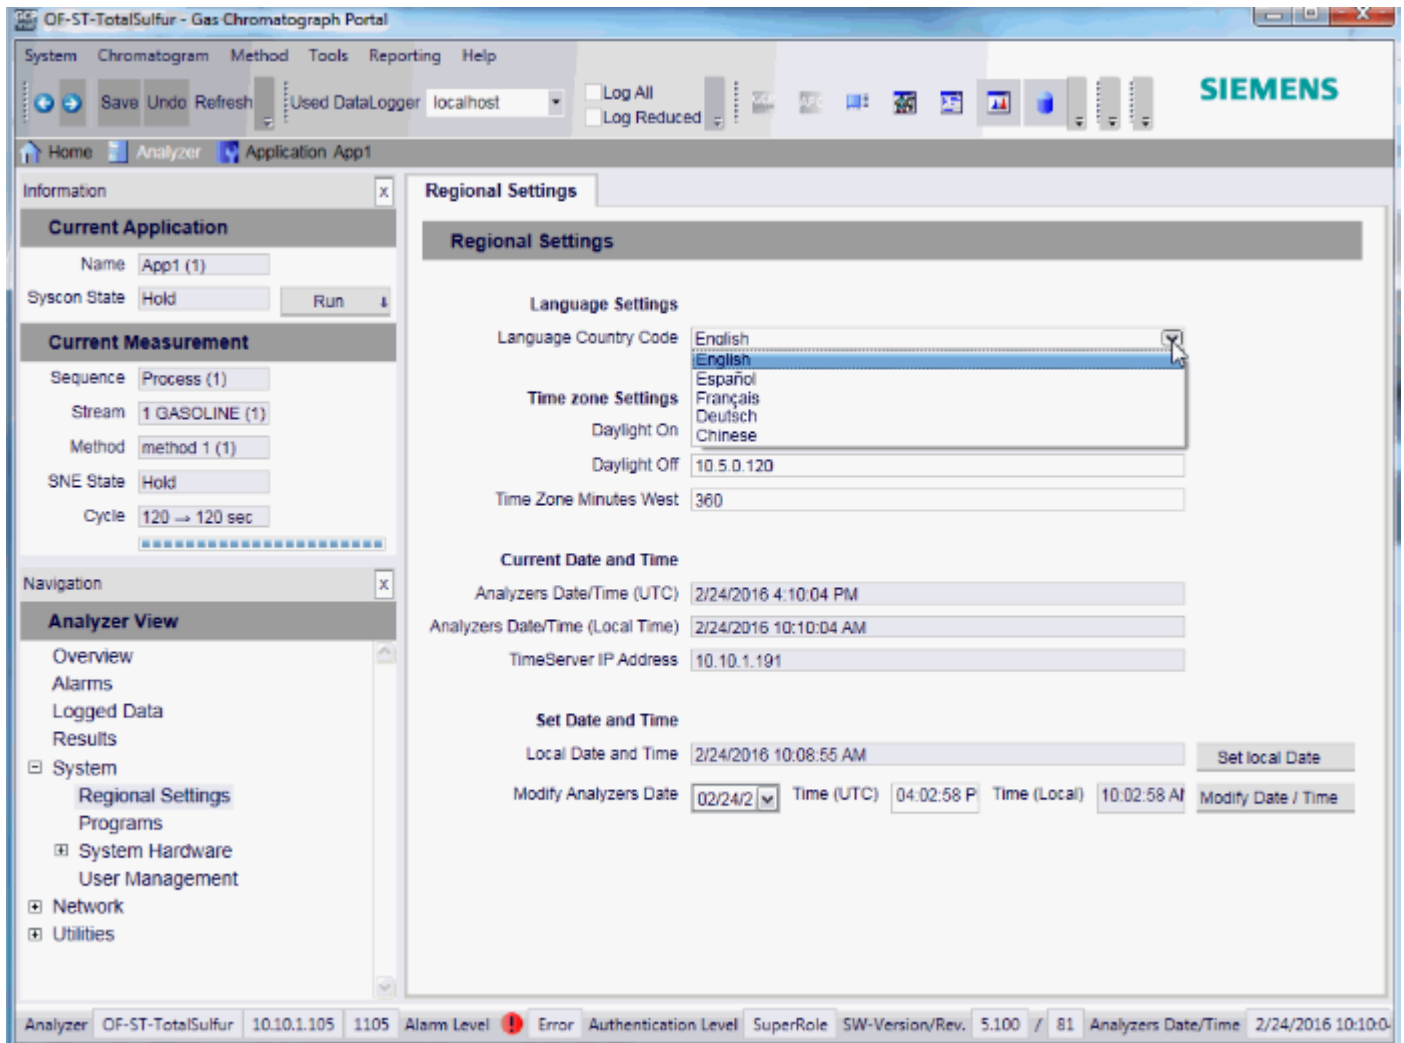 OF-ST-TotalSulfur - Gas Chromatograph Portal
System Chromatogram Method Tools Reporting Help
Save Undo Refresh Used DataLogger localhost Log All
Log Reduced
SIEMENS
Home Analyzer Application App1
Information x
Current Application
Name App1 (1)
Syscon State Hold Run
Current Measurement
Sequence Process (1)
Stream 1 GASOLINE (1)
Method method 1 (1)
SNE State Hold
Cycle 120 → 120 sec
Navigation x
Analyzer View
Overview
Alarms
Logged Data
Results
System
Regional Settings
Programs
System Hardware
User Management
Network
Utilities
Regional Settings
Regional Settings
Language Settings
Language Country Code English
English
Español
Français
Deutsch
Chinese
Time zone Settings
Daylight On
Daylight Off 10.5.0.120
Time Zone Minutes West 360
Current Date and Time
Analyzers Date/Time (UTC) 2/24/2016 4:10:04 PM
Analyzers Date/Time (Local Time) 2/24/2016 10:10:04 AM
TimeServer IP Address 10.10.1.191
Set Date and Time
Local Date and Time 2/24/2016 10:08:55 AM Set local Date
Modify Analyzers Date 02/24/2 Time (UTC) 04:02:58 P Time (Local) 10:02:58 AM Modify Date / Time
Analyzer OF-ST-TotalSulfur 10.10.1.105 1105 Alarm Level Error Authentication Level SuperRole SW-Version/Rev. 5.100 / 81 Analyzers Date/Time 2/24/2016 10:10:0